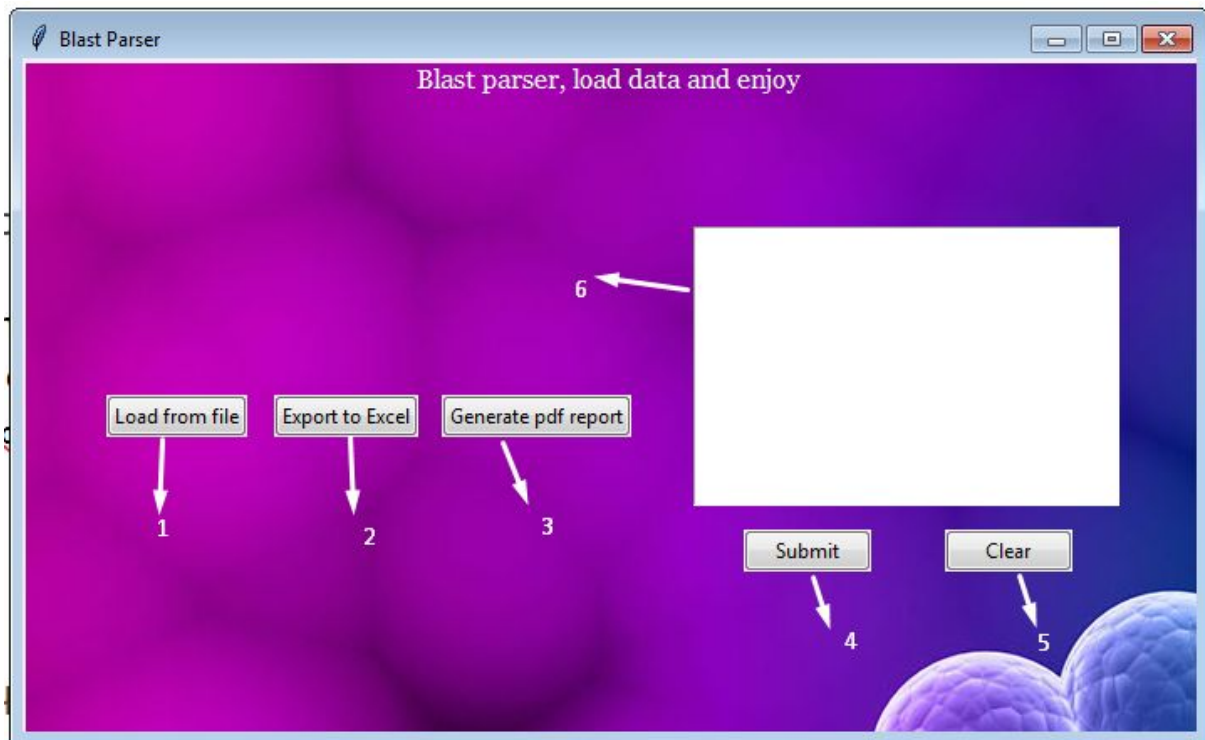 Blast Parser
Blast parser, load data and enjoy
6
Load from file
Export to Excel
Generate pdf report
1
2
3
Submit
Clear
4
5